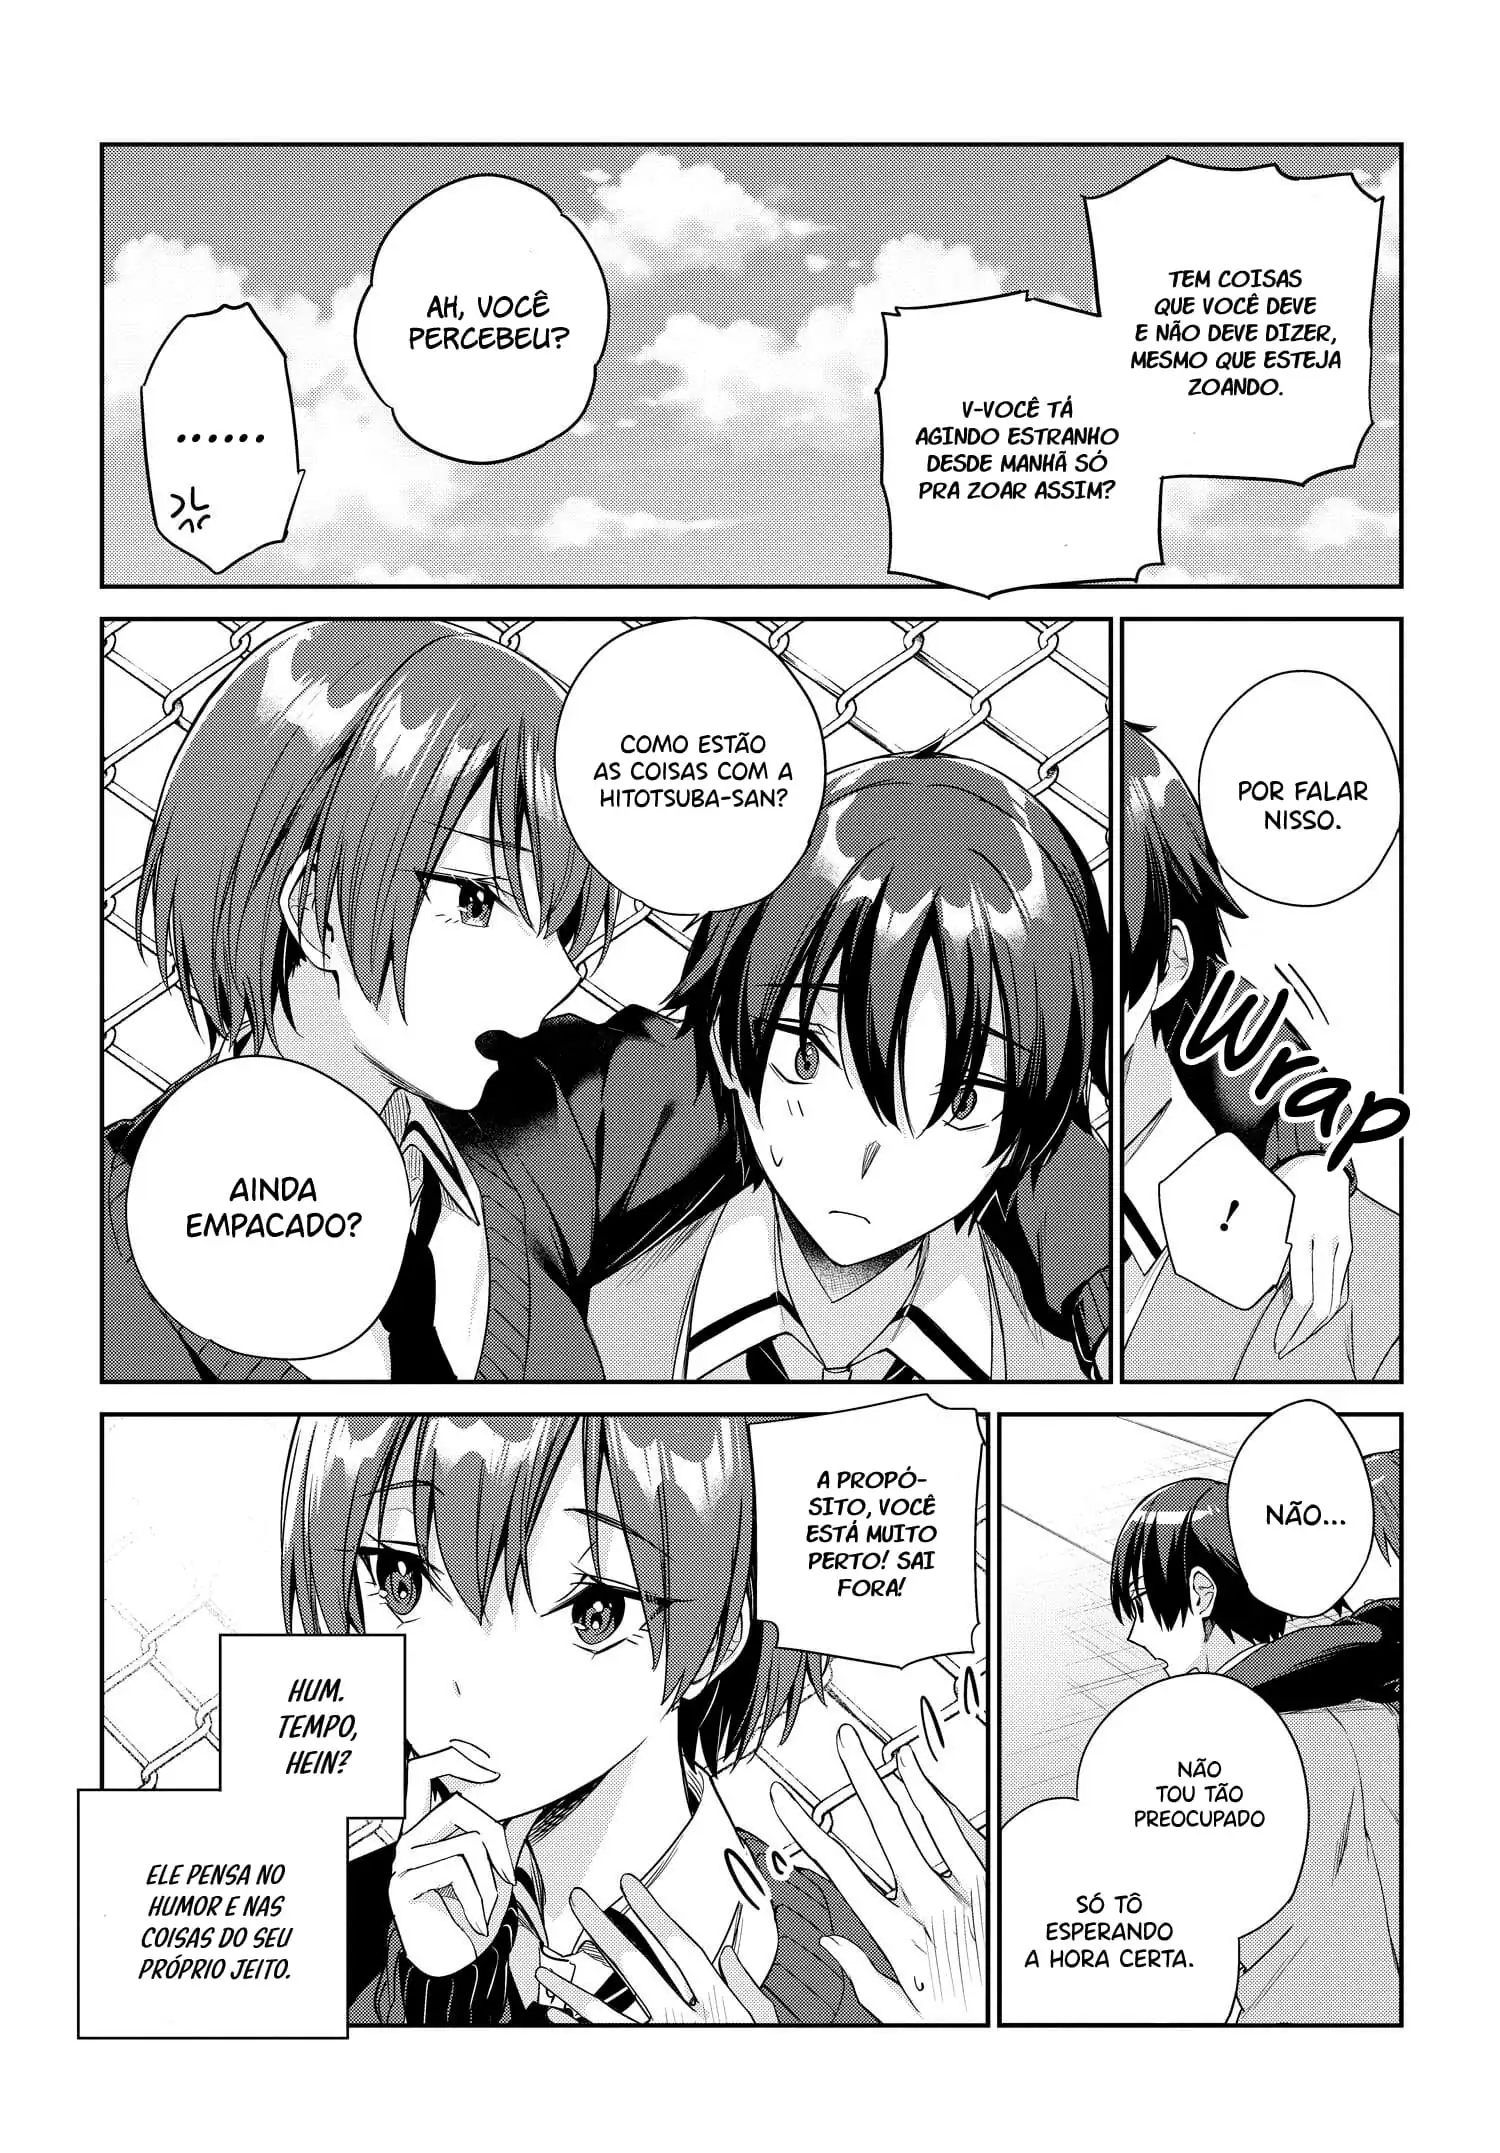 TEM COISAS
QUE VOCÊ DEVE
E NÃO DEVE DIZER,
MESMO QUE ESTEJA
ZOANDO.
V-VOCÊ TÁ
AGINDO ESTRANHO
DESDE MANHÃ SÓ
PRA ZOAR ASSIM?
AH, VOCÊ
PERCEBEU?
......
POR FALAR
NISSO.
Wrap
!
COMO ESTÃO
AS COISAS COM A
HITOTSUBA-SAN?
AINDA
EMPACADO?
NÃO...
NÃO
TOU TÃO
PREOCUPADO
SÓ TÔ
ESPERANDO
A HORA CERTA.
A PROPÓ-
SITO, VOCÊ
ESTÁ MUITO
PERTO! SAI
FORA!
HUM.
TEMPO,
HEIN?
ELE PENSA NO
HUMOR E NAS
COISAS DO SEU
PRÓPRIO JEITO.